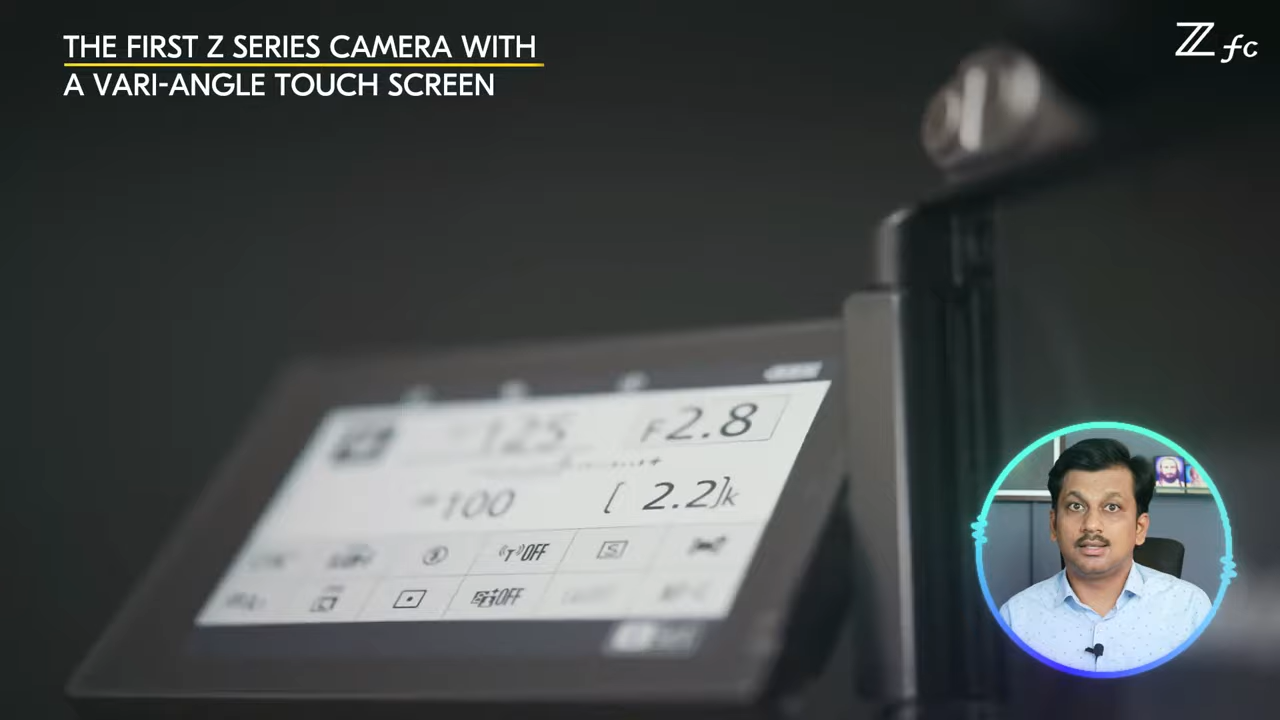 THE FIRST Z SERIES CAMERA WITH
A VARI-ANGLE TOUCH SCREEN
Z fc
125 F2.8
100 [ 2.2]k
OFF
OFF